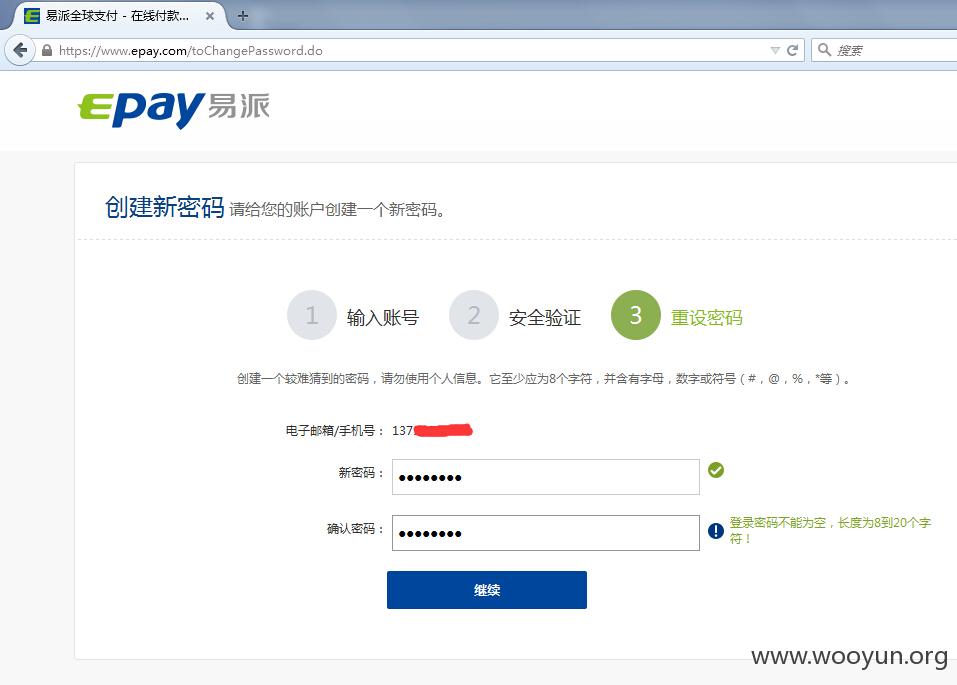 易派全球支付 - 在线付款...
https://www.epay.com/toChangePassword.do
搜索
Epay易派
创建新密码 请给您的账户创建一个新密码。
1 输入账号 2 安全验证 3 重设密码
创建一个较难猜到的密码，请勿使用个人信息。它至少应为8个字符，并含有字母，数字或符号（#，@，%，*等）。
电子邮箱/手机号： 137
新密码： ●●●●●●●●
确认密码： ●●●●●●●●
登录密码不能为空，长度为8到20个字
符！
继续
www.wooyun.org